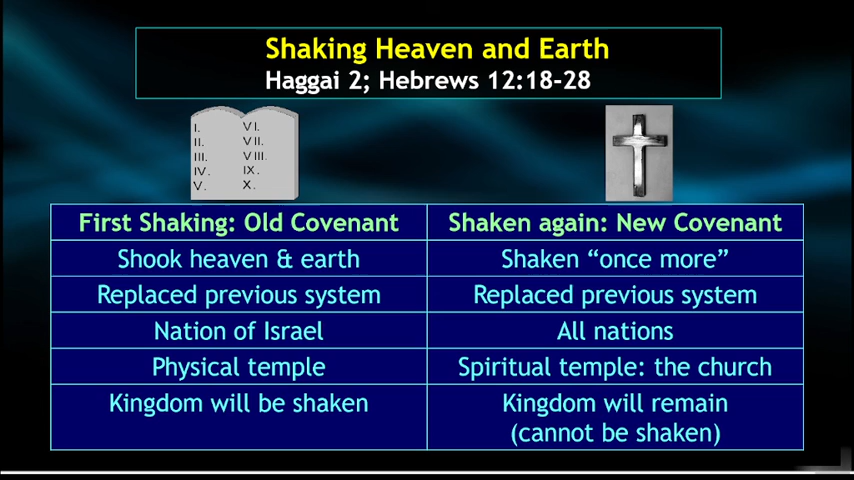 Shaking Heaven and Earth
Haggai 2; Hebrews 12:18-28
I. VI.
II. VII.
III. VIII.
IV. IX.
V. X.
First Shaking: Old Covenant Shaken again: New Covenant
Shook heaven & earth Shaken “once more”
Replaced previous system Replaced previous system
Nation of Israel All nations
Physical temple Spiritual temple: the church
Kingdom will be shaken Kingdom will remain
(cannot be shaken)